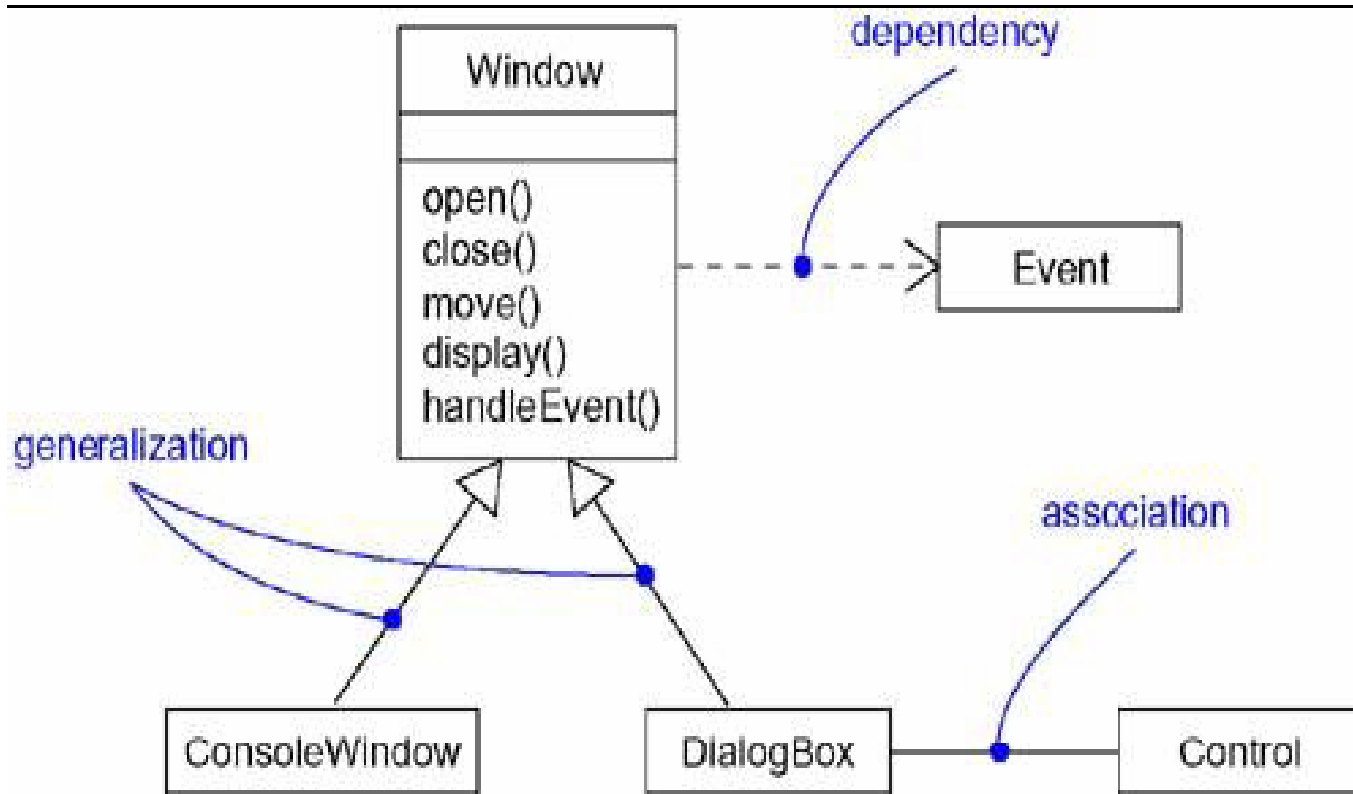 dependency
Window
open()
close()
move()
display()
handleEvent()
Event
generalization
association
ConsoleWindow
DialogBox
Control